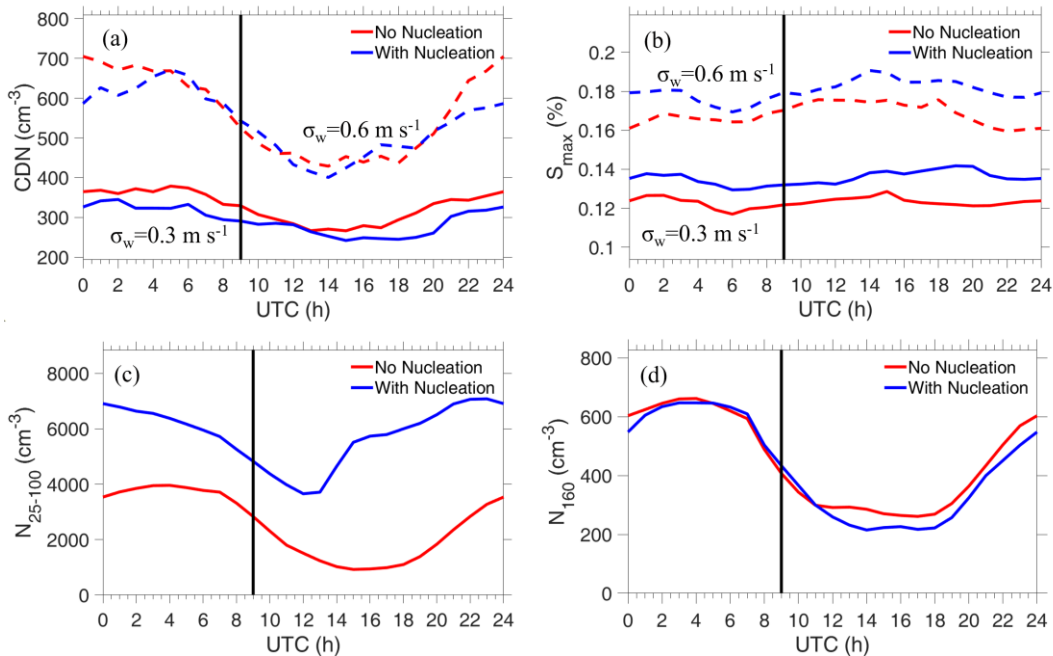 (a)
No Nucleation
With Nucleation
σw=0.6 m s-1
σw=0.3 m s-1
CDN (cm-3)
800
700
600
500
400
300
200
0 2 4 6 8 10 12 14 16 18 20 22 24
UTC (h)
(b)
No Nucleation
With Nucleation
σw=0.6 m s-1
σw=0.3 m s-1
Smax (%)
0.2
0.18
0.16
0.14
0.12
0.1
0 2 4 6 8 10 12 14 16 18 20 22 24
UTC (h)
(c)
No Nucleation
With Nucleation
N25-100 (cm-3)
8000
6000
4000
2000
0
0 2 4 6 8 10 12 14 16 18 20 22 24
UTC (h)
(d)
No Nucleation
With Nucleation
N160 (cm-3)
800
600
400
200
0
0 2 4 6 8 10 12 14 16 18 20 22 24
UTC (h)